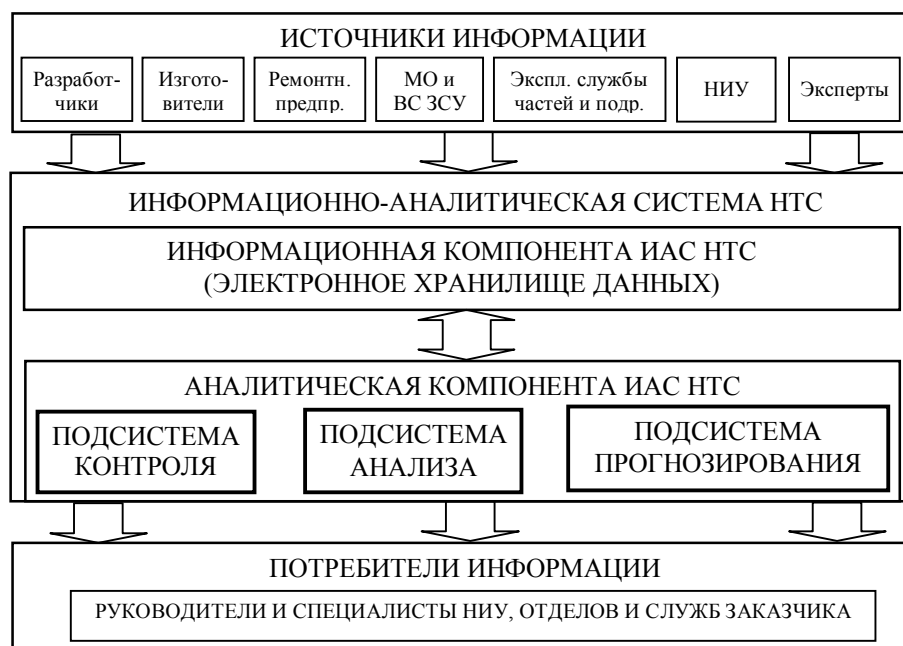 ИСТОЧНИКИ ИНФОРМАЦИИ
Разработ-
чики
Изгото-
вители
Ремонтн.
предпр.
МО и
ВС ЗСУ
Экспл. службы
частей и подр.
НИУ
Эксперты
ИНФОРМАЦИОННО-АНАЛИТИЧЕСКАЯ СИСТЕМА НТС
ИНФОРМАЦИОННАЯ КОМПОНЕНТА ИАС НТС
(ЭЛЕКТРОННОЕ ХРАНИЛИЩЕ ДАННЫХ)
АНАЛИТИЧЕСКАЯ КОМПОНЕНТА ИАС НТС
ПОДСИСТЕМА
КОНТРОЛЯ
ПОДСИСТЕМА
АНАЛИЗА
ПОДСИСТЕМА
ПРОГНОЗИРОВАНИЯ
ПОТРЕБИТЕЛИ ИНФОРМАЦИИ
РУКОВОДИТЕЛИ И СПЕЦИАЛИСТЫ НИУ, ОТДЕЛОВ И СЛУЖБ ЗАКАЗЧИКА